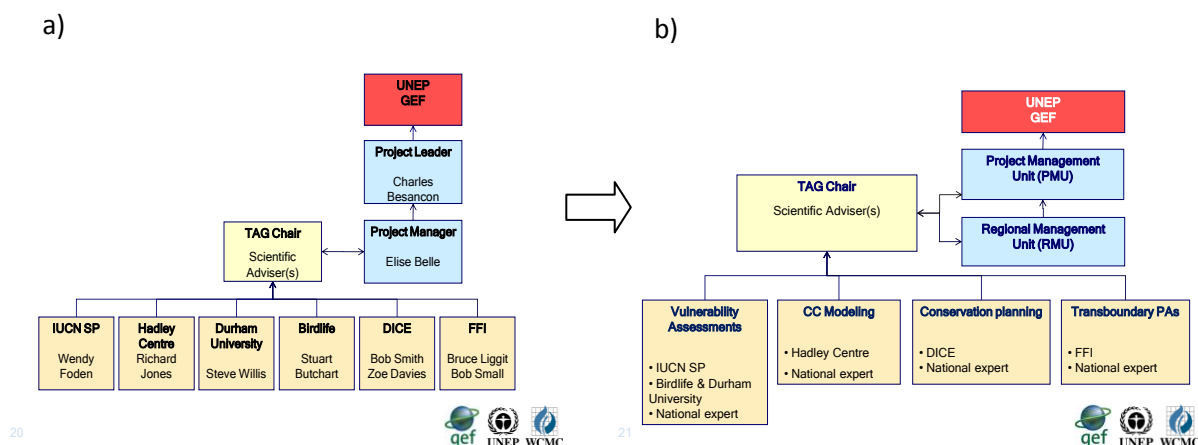 a)
UNEP
GEF
Project Leader
Charles
Besancon
TAG Chair
Scientific
Adviser(s)
Project Manager
Elise Belle
IUCN SP
Wendy
Foden
Hadley
Centre
Richard
Jones
Durham
University
Steve Willis
Birdlife
Stuart
Butchart
DICE
Bob Smith
Zoe Davies
FFI
Bruce Liggit
Bob Small
20
gef
UNEP WCMC
b)
UNEP
GEF
Project Management
Unit (PMU)
TAG Chair
Scientific Adviser(s)
Regional Management
Unit (RMU)
Vulnerability
Assessments
• IUCN SP
• Birdlife & Durham
University
• National expert
CC Modeling
• Hadley Centre
• National expert
Conservation planning
• DICE
• National expert
Transboundary PAs
• FFI
• National expert
21
gef
UNEP WCMC